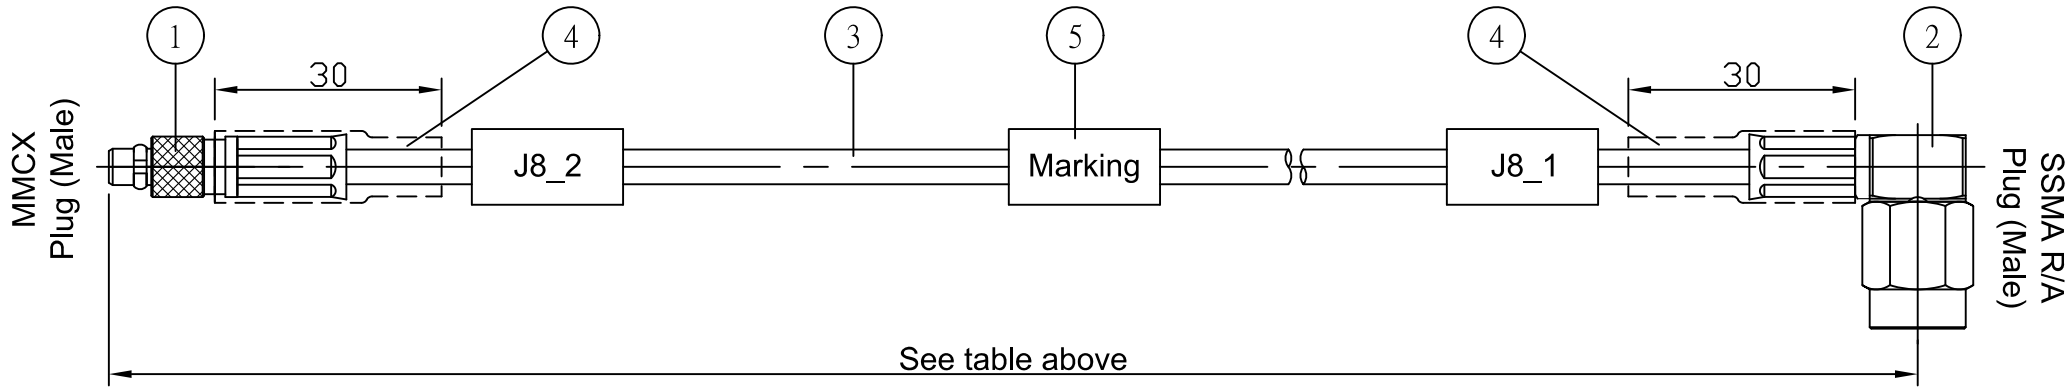 1
4
3
5
4
2
30
30
MMCX
Plug (Male)
J8_2
Marking
J8_1
SSMA R/A
Plug (Male)
See table above